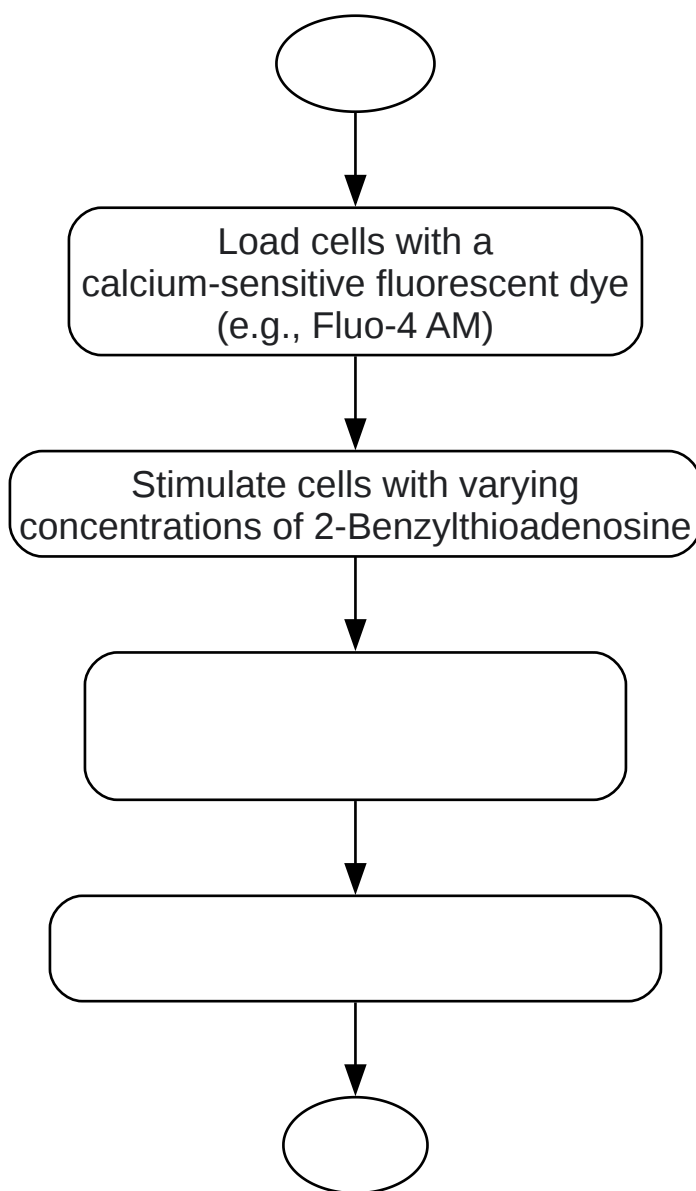 Load cells with a
calcium-sensitive fluorescent dye
(e.g., Fluo-4 AM)
Stimulate cells with varying
concentrations of 2-Benzylthioadenosine